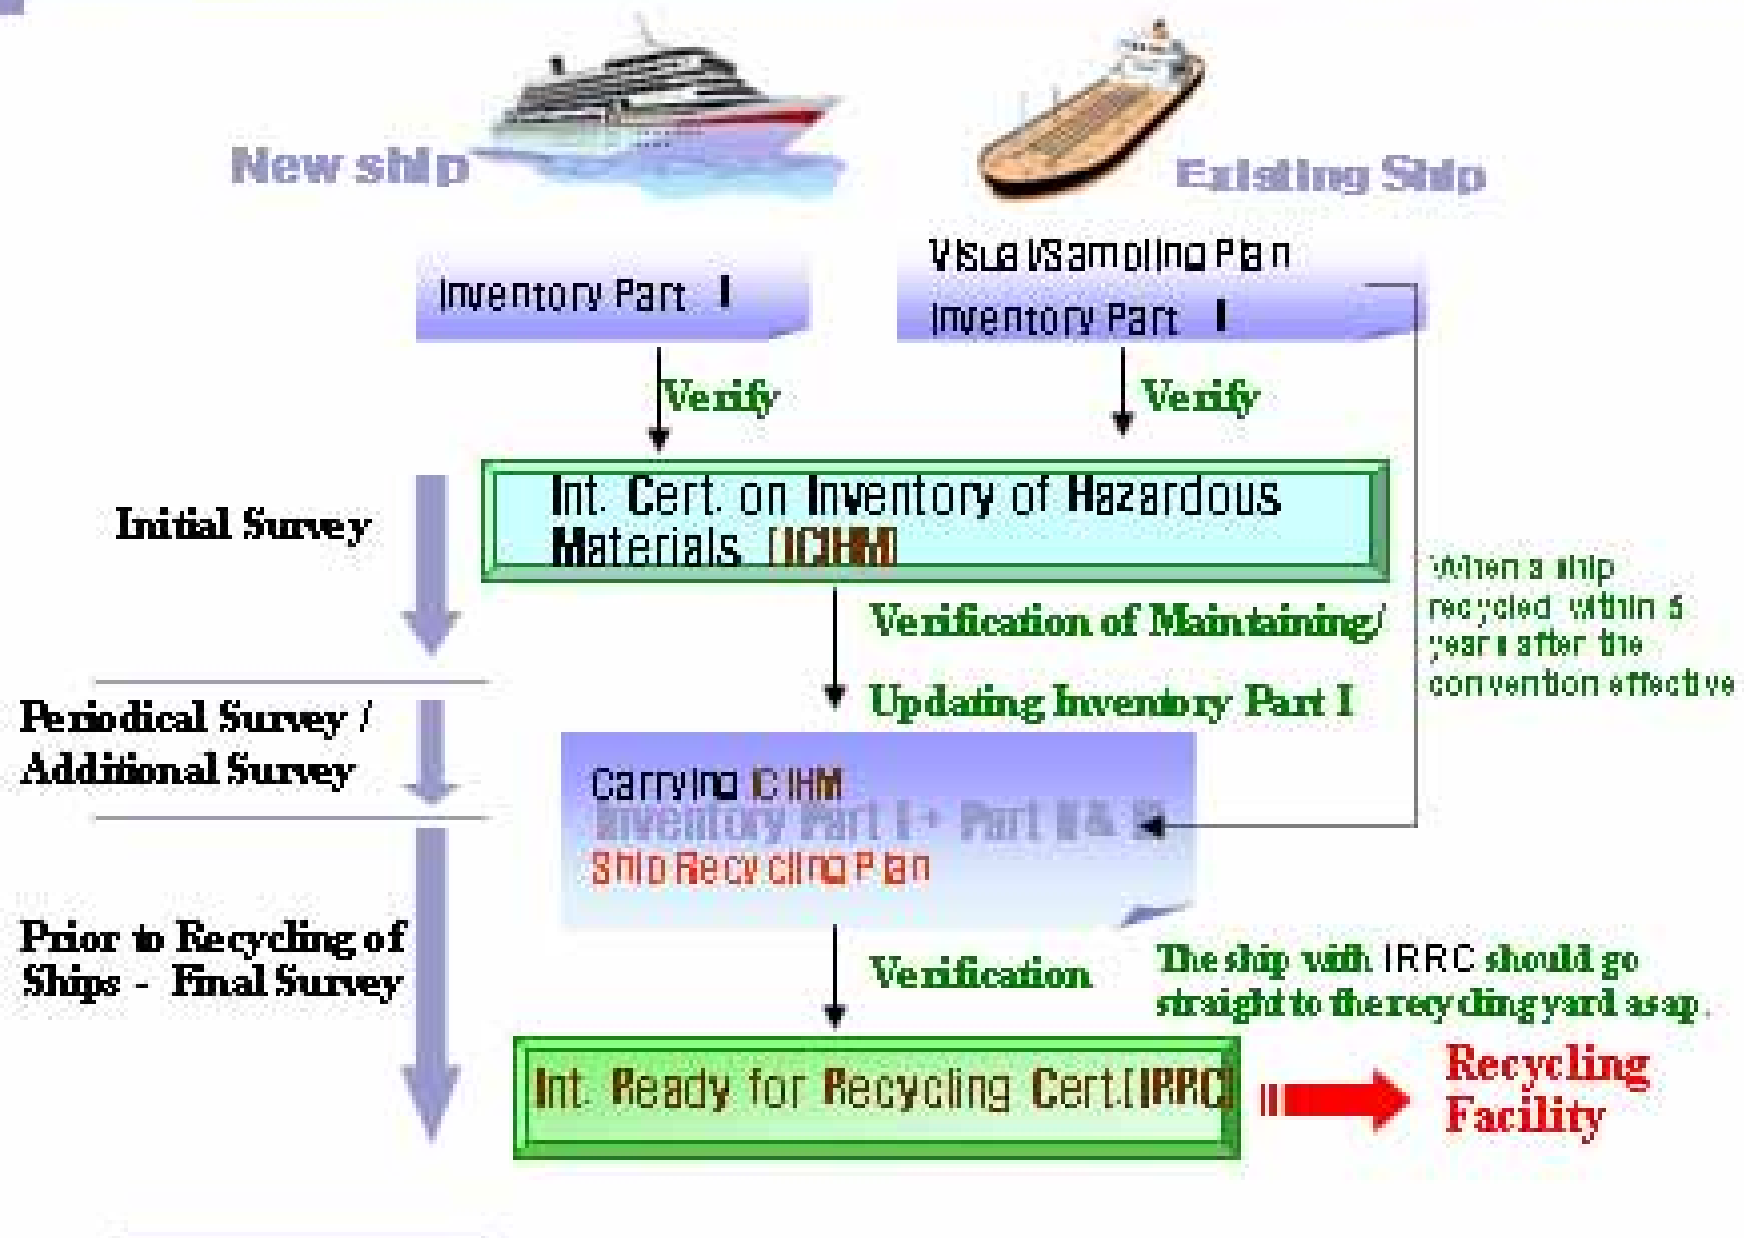 New ship
Existing Ship
Inventory Part I
Visual/Sampling Plan
Inventory Part I
Verify
Verify
Initial Survey
Int. Cert. on Inventory of Hazardous
Materials (ICIHM)
When a ship
recycled within 5
years after the
convention effective
Verification of Maintaining/
Updating Inventory Part I
Periodical Survey /
Additional Survey
Carrying ICIHM
Inventory Part I + Part II &
Ship Recycling Plan
Prior to Recycling of
Ships - Final Survey
Verification
The ship with IRRC should go
straight to the recycling yard asap.
Int. Ready for Recycling Cert.(IRRC)
Recycling
Facility